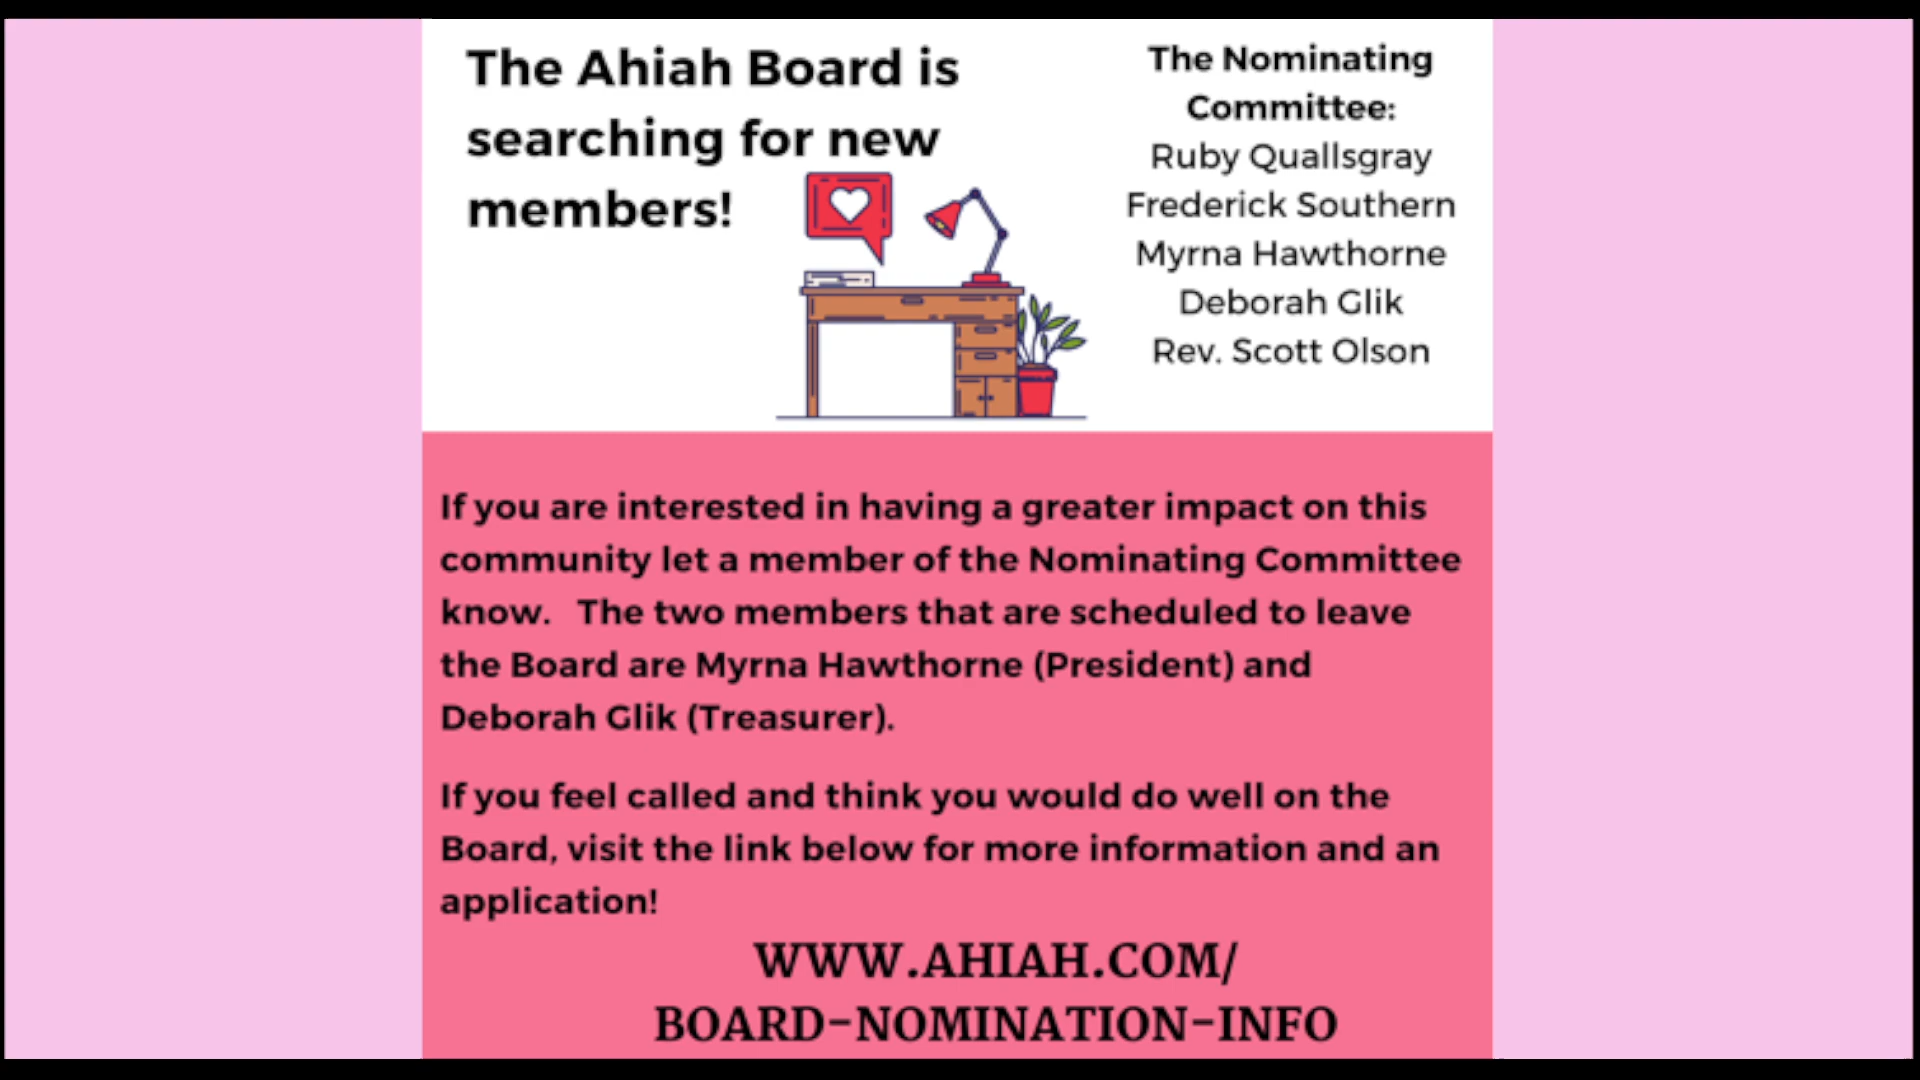 The Ahiah Board is
searching for new
members!
The Nominating
Committee:
Ruby Quallsgray
Frederick Southern
Myrna Hawthorne
Deborah Glik
Rev. Scott Olson
If you are interested in having a greater impact on this
community let a member of the Nominating Committee
know. The two members that are scheduled to leave
the Board are Myrna Hawthorne (President) and
Deborah Glik (Treasurer).
If you feel called and think you would do well on the
Board, visit the link below for more information and an
application!
WWW.AHIAH.COM/
BOARD-NOMINATION-INFO